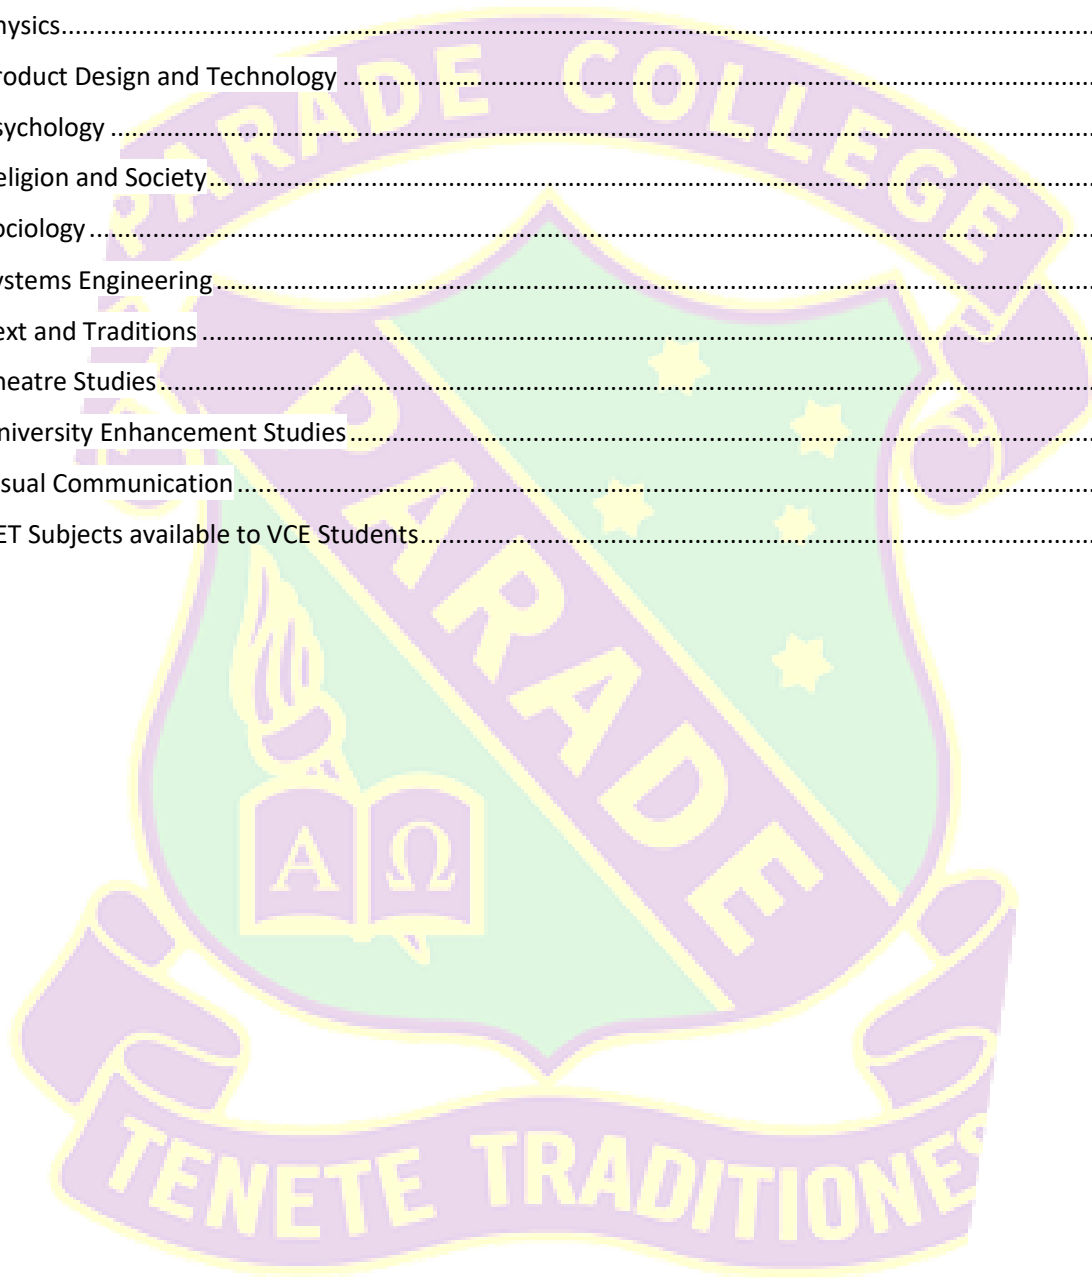 hysics
roduct Design and Technology
sychology
eligion and Society
ociology
ystems Engineering
ext and Traditions
heatre Studies
niversity Enhancement Studies
isual Communication
ET Subjects available to VCE Students
PARADE COLLEGE
PARADE
Α Ω
TENETE TRADITIONES